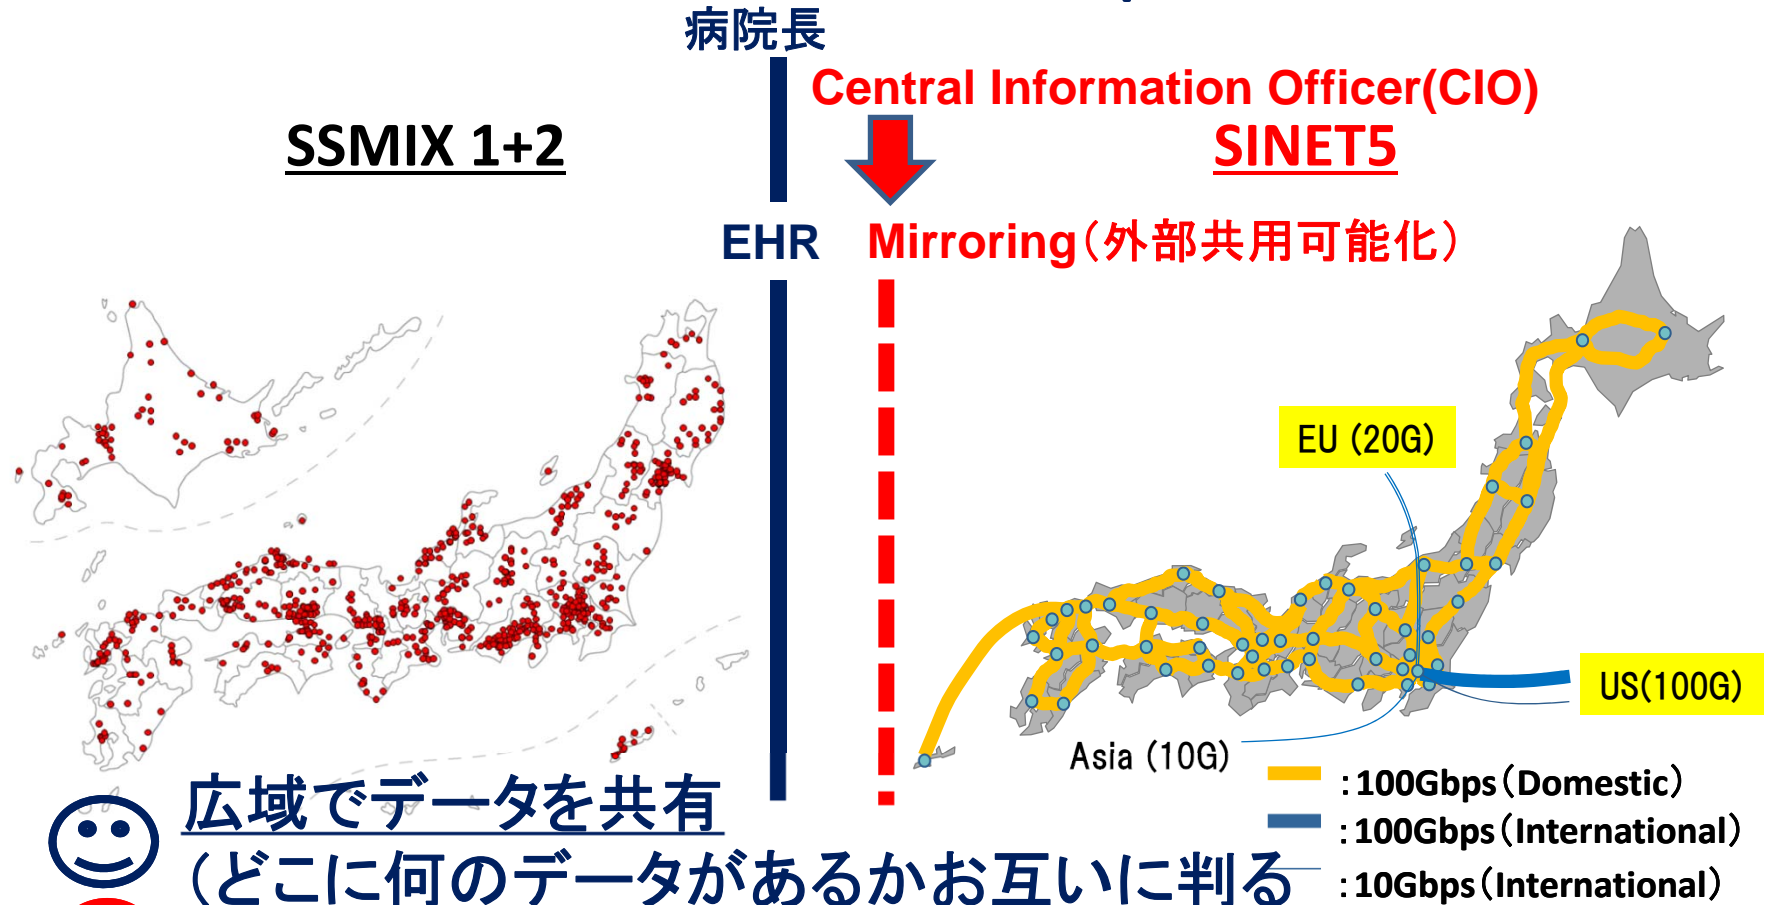 病院長
Central Information Officer(CIO)
SSMIX 1+2
SINET5
EHR
Mirroring（外部共用可能化）
EU (20G)
US(100G)
Asia (10G)
：100Gbps（Domestic）
：100Gbps（International）
：10Gbps（International）
広域でデータを共有
（どこに何のデータがあるかお互いに判る